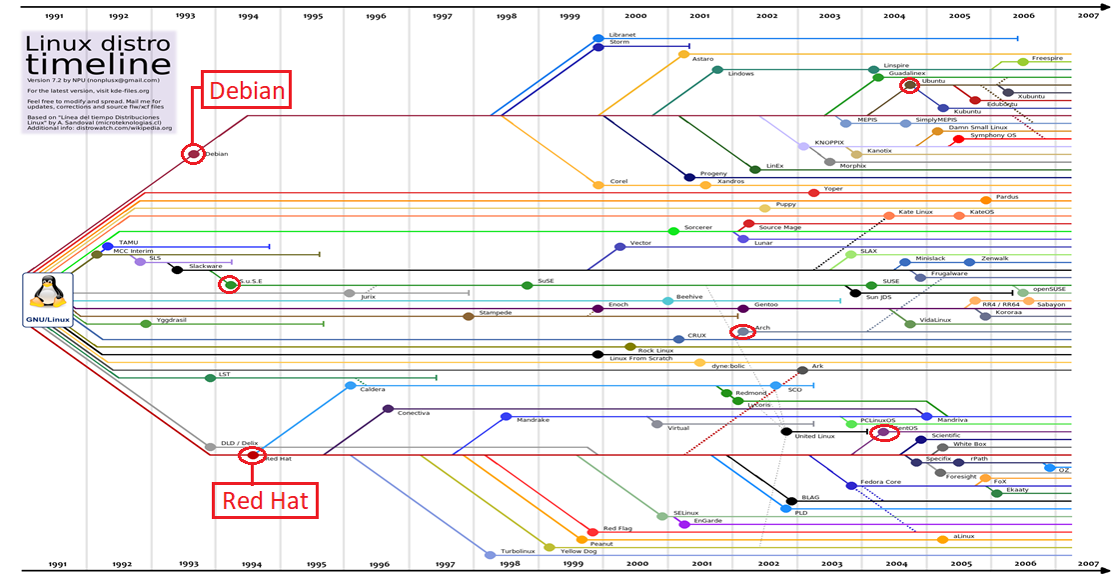 1991 1992 1993 1994 1995 1996 1997 1998 1999 2000 2001 2002 2003 2004 2005 2006 2007
Linux distro
timeline
Version 7.2 by NPU (nonplusx@gmail.com)
For the latest version, visit kde-files.org
Feel free to modify and spread. Mail me for
updates, corrections and source file/xcf files
Based on "Linea del tiempo Distribuciones
Linux" by A. Sandoval (microteknologias.cl)
Additional info: distrowatch.com/wikipedia.org
Libranet
Storm
Astaro
Freespire
Linspire
Lindows
Guadalinex
Ubuntu
Debian
Xubuntu
Edubuntu
Kubuntu
MEPIS
SimplyMEPIS
Damn Small Linux
Symphony OS
KNOPPIX
Kanotix
Debian
Morphix
LinEx
Progeny
Corel
Xandros
Yoper
Pardus
Puppy
Kate Linux
KateOS
Sorcerer
Source Mage
TAMU
Vector
Lunar
MCC Interim
SLS
SLAX
Minislack
Zenwalk
Slackware
Frugalware
S.u.S.E
SuSE
SUSE
Jurix
Beehive
Sun JDS
openSUSE
Enoch
Gentoo
RR4 / RR64
Sabayon
Stampede
Kororaa
Yggdrasil
VidaLinux
Arch
GNU/Linux
CRUX
Rock Linux
Linux From Scratch
dyne:bolic
Ark
LST
Caldera
SCO
Redmond
Lycoris
Conectiva
Mandrake
Mandriva
Virtual
PCLinuxOS
CentOS
United Linux
Scientific
DLD / Delix
White Box
Red Hat
Specifix
rPath
Foresight
OZ
Fedora Core
FoX
Red Hat
Ekaaty
BLAG
PLD
SELinux
EnGarde
Red Flag
Peanut
aLinux
Turbolinux
Yellow Dog
1991 1992 1993 1994 1995 1996 1997 1998 1999 2000 2001 2002 2003 2004 2005 2006 2007